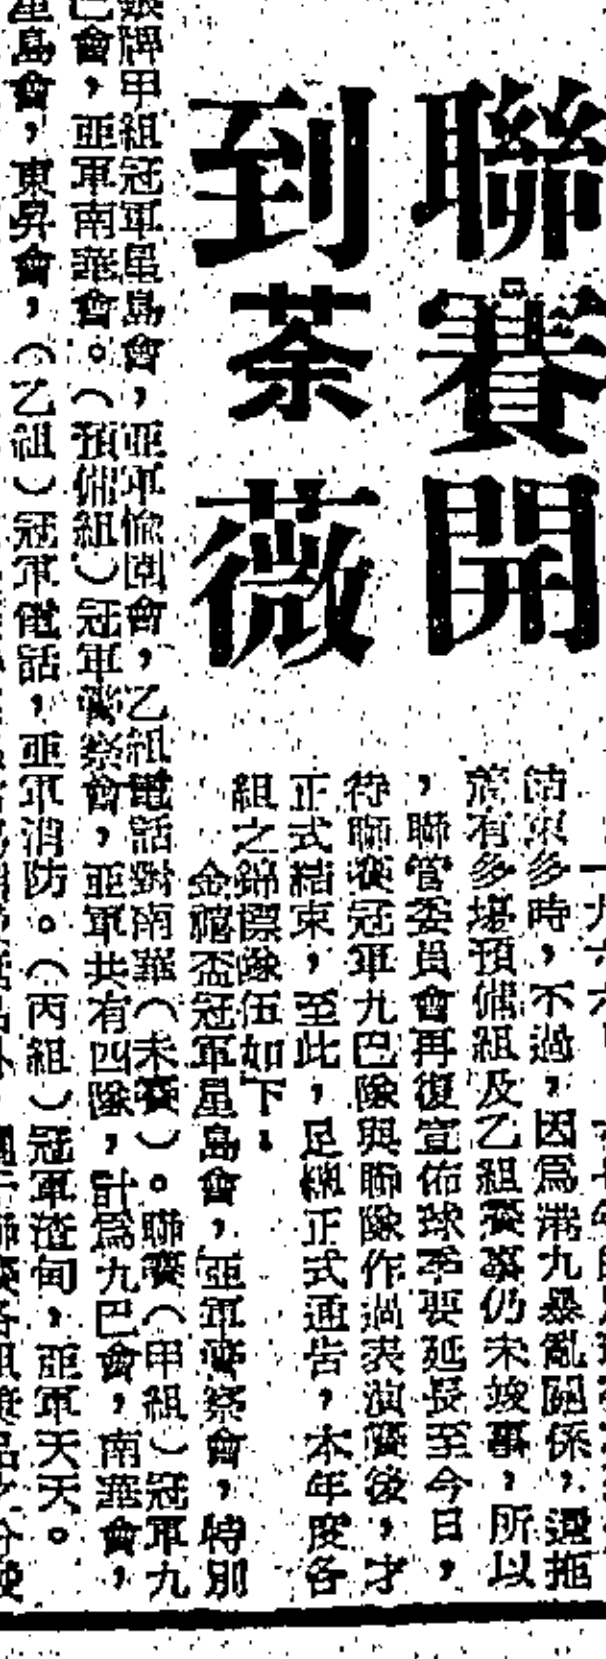 聯賽開
到荼薇
一九六
結束多時，不過，因爲港九暴亂關係，還拖
有多場預備組及乙組賽事仍未竣事，所以
，聯管委員會再復宣佈球季要延長至今日，
待聯賽冠軍九巴隊與聯隊作過表演賽後，才
正式結束，至此，足總正式通告，本年度各
組之錦標隊伍如下：
金禧盃冠軍星島會，亞軍警察會，特別
銀牌甲組冠軍星島會，亞軍愉園會，乙組電話對南華（未賽）。聯賽（甲組）冠軍九
巴會，亞軍南華會。（預備組）冠軍警察會，亞軍共有四隊，計爲九巴會，南華會，
星島會，東昇會，（乙組）冠軍電話，亞軍消防。（丙組）冠軍渣甸，亞軍天天。